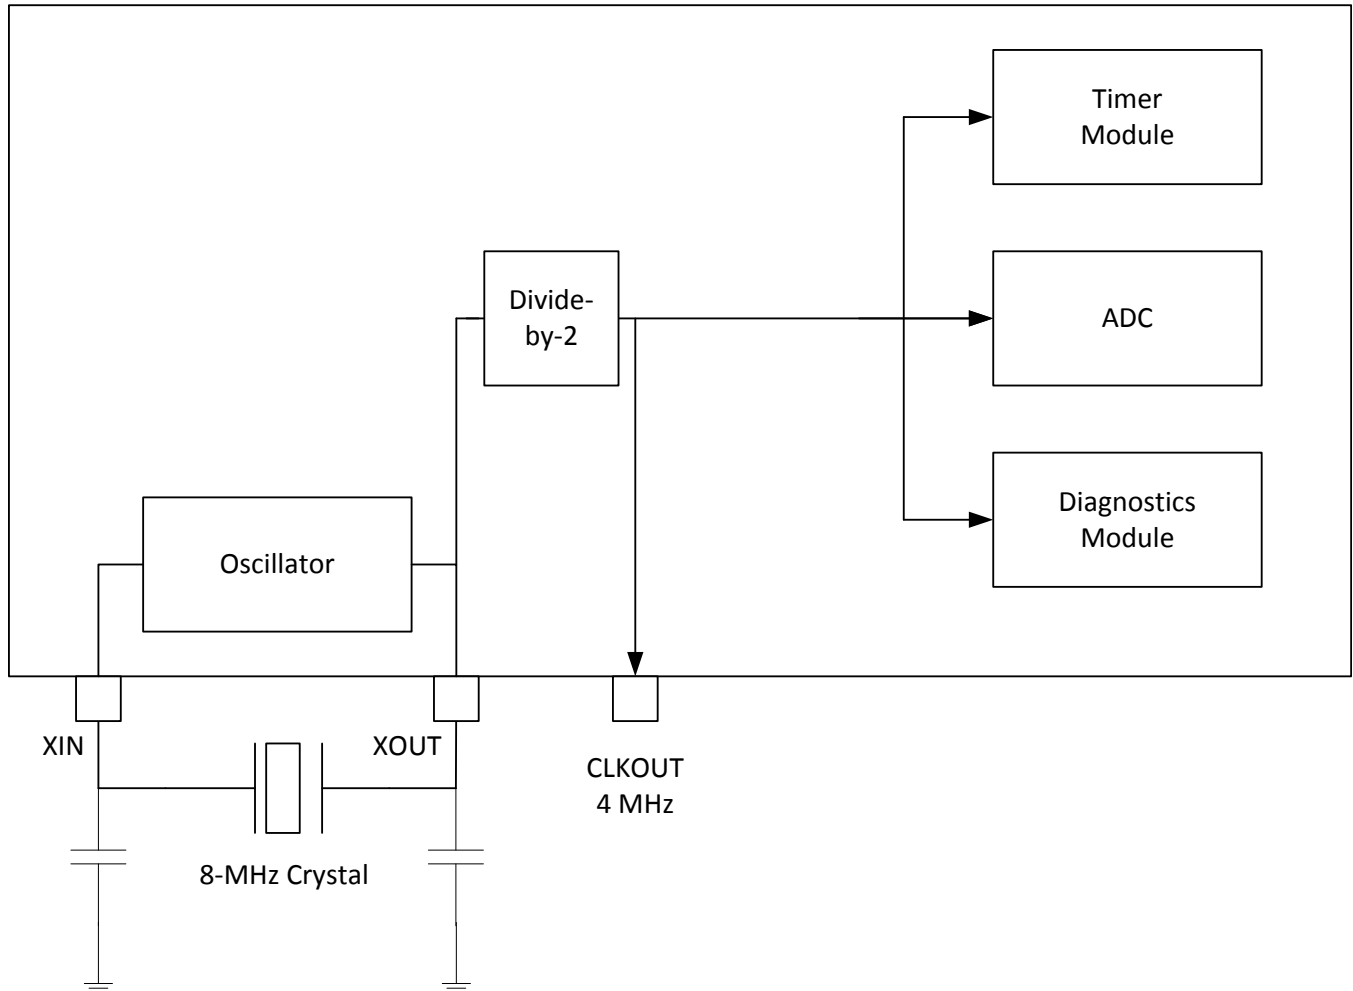 Timer
Module
Divide-
by-2
ADC
Diagnostics
Module
Oscillator
XIN
XOUT
CLKOUT
4 MHz
8-MHz Crystal